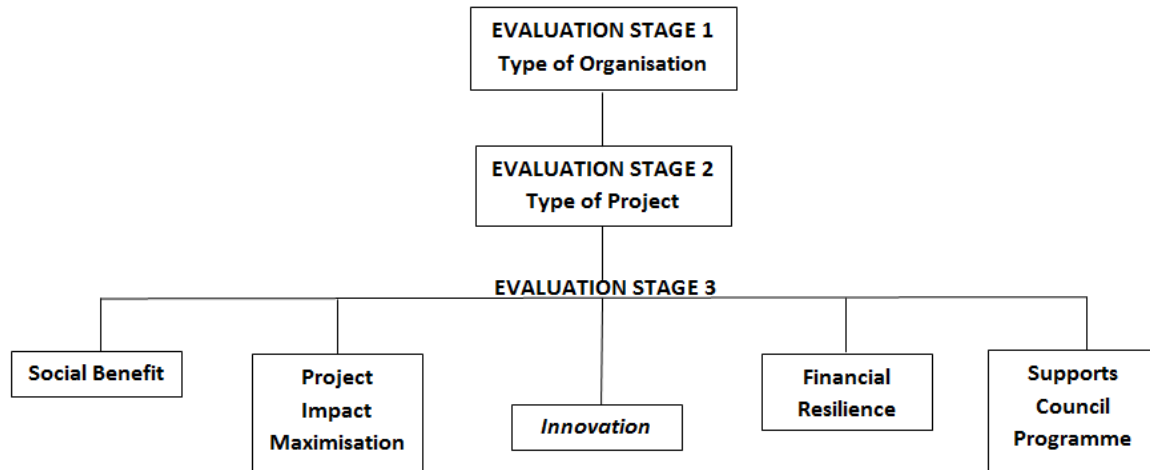 EVALUATION STAGE 1
Type of Organisation
EVALUATION STAGE 2
Type of Project
EVALUATION STAGE 3
Social Benefit
Project
Impact
Maximisation
Innovation
Financial
Resilience
Supports
Council
Programme